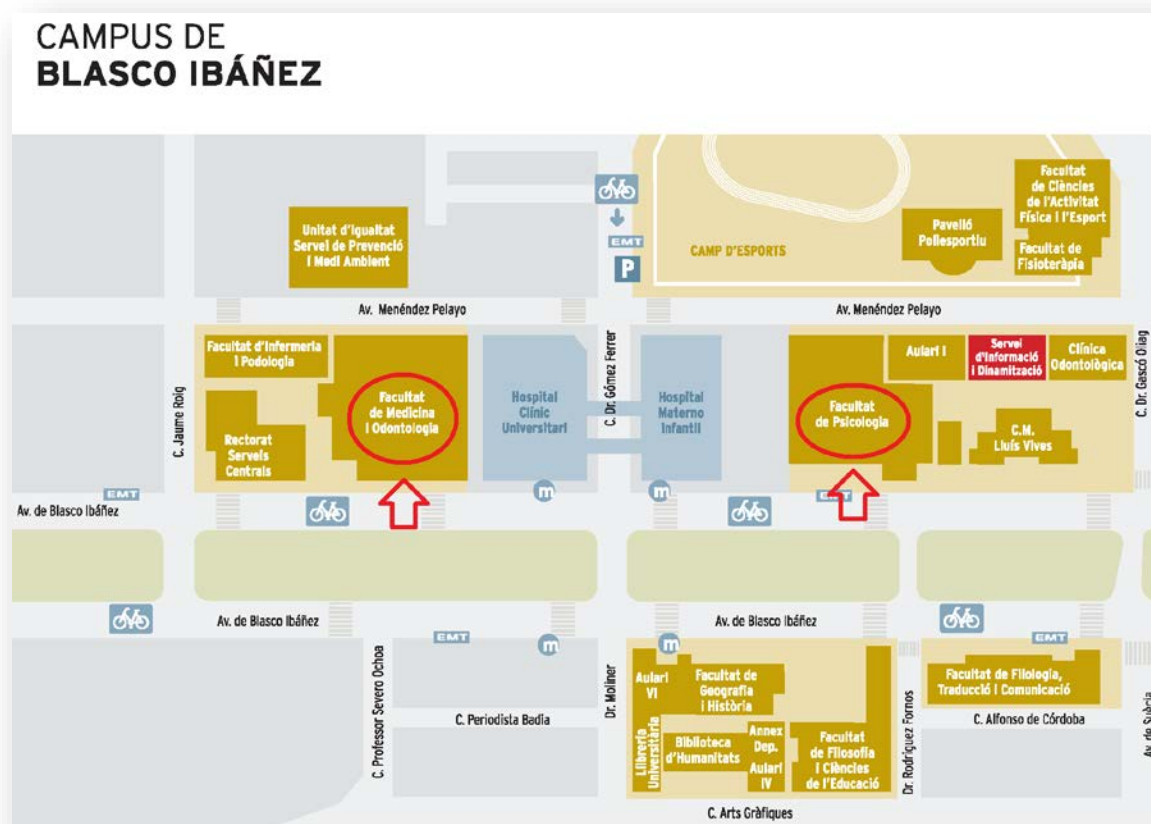 CAMPUS DE
BLASCO IBÁÑEZ
Unitat d'Igualtat
Servei de Prevenció
i Medi Ambient
EMT
P
CAMP D'ESPORTS
Pavelló
Poliesportiu
Facultat
de Ciències
de l'Activitat
Física i l'Esport
Facultat de
Fisioteràpia
Av. Menéndez Pelayo
Av. Menéndez Pelayo
C. Jaume Roig
Facultat d'Infermeria
i Podologia
Rectorat
Serveis
Centrals
Facultat
de Medicina
i Odontologia
Hospital
Clínic
Universitari
C. Dr. Gómez Ferrer
Hospital
Materno
Infantil
Facultat
de Psicologia
Aulari I
Servei
d'Informació
i Dinamització
Clínica
Odontològica
C.M.
Lluís Vives
C. Dr. Gascó Oliag
EMT
m
m
EMT
Av. de Blasco Ibáñez
Av. de Blasco Ibáñez
Av. de Blasco Ibáñez
EMT
m
m
EMT
C. Professor Severo Ochoa
C. Periodista Badia
Dr. Moliner
Aulari
VI
Facultat de
Geografia
i Història
Llibreria
Universitària
Biblioteca
d'Humanitats
Annex
Dep.
Aulari
IV
Facultat
de Filosofia
i Ciències
de l'Educació
Dr. Rodríguez Fornos
Facultat de Filologia,
Traducció i Comunicació
C. Alfonso de Córdoba
Av. de Suècia
C. Arts Gràfiques